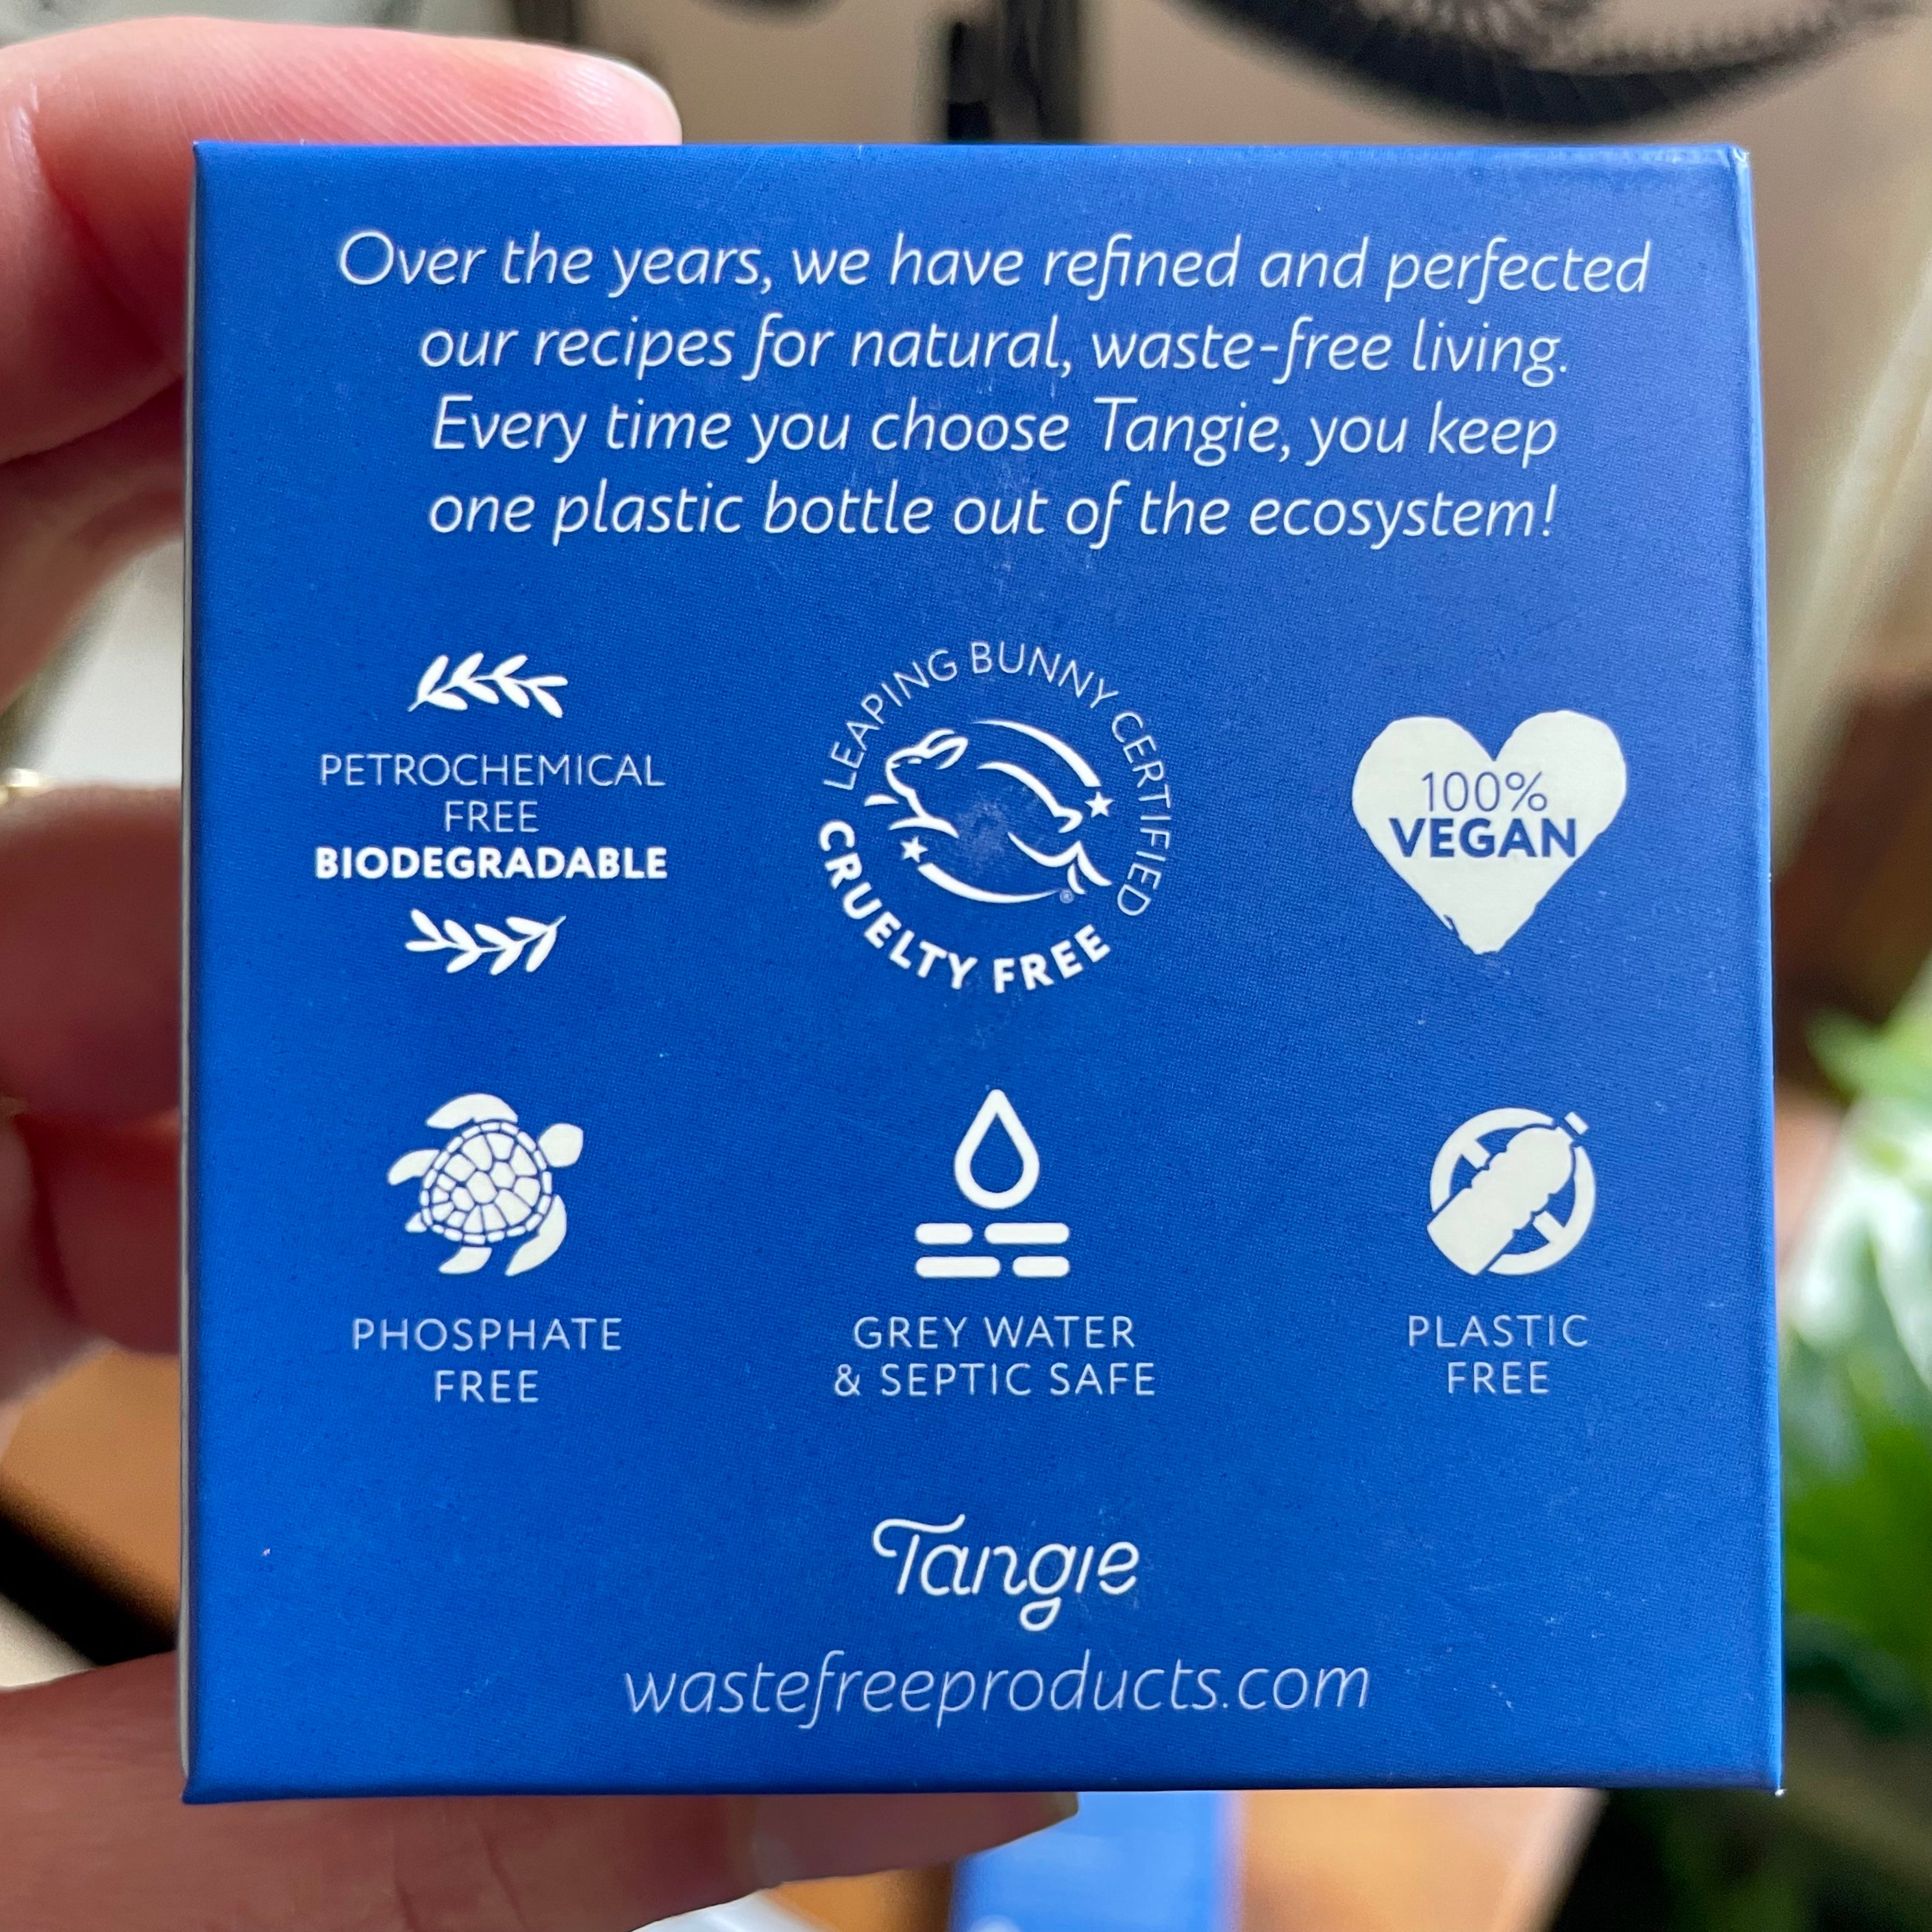 Over the years, we have refined and perfected
our recipes for natural, waste-free living.
Every time you choose Tangie, you keep
one plastic bottle out of the ecosystem!
PETROCHEMICAL
FREE
BIODEGRADABLE
LEAPING BUNNY CERTIFIED
CRUELTY FREE
®
100%
VEGAN
PHOSPHATE
FREE
GREY WATER
& SEPTIC SAFE
PLASTIC
FREE
Tangie
wastefreeproducts.com